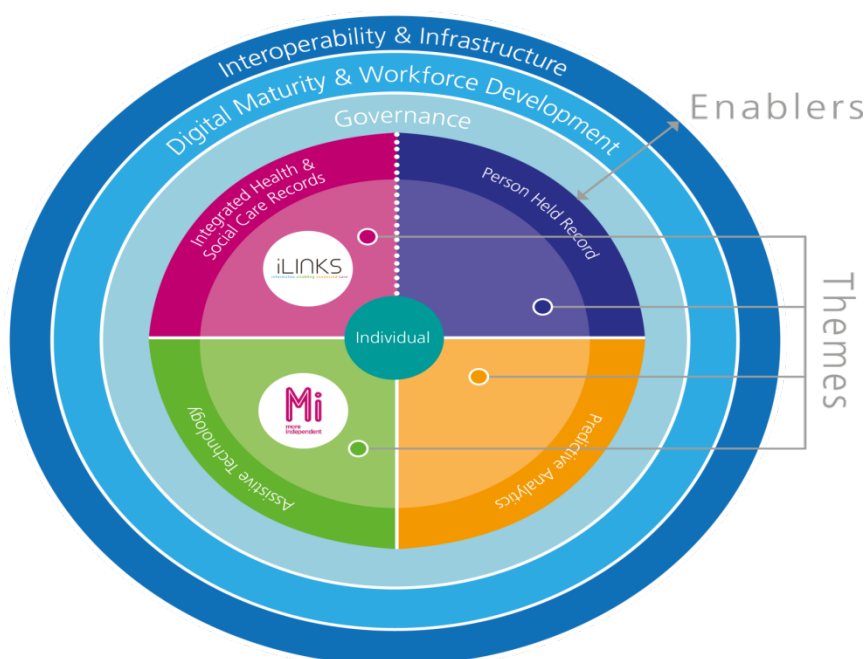 Interoperability & Infrastructure
Digital Maturity & Workforce Development
Governance
Enablers
Integrated Health &
Social Care Records
Person Held Record
iLINKS
Individual
Themes
Mi
more
independent
Assistive Technology
Predictive Analytics